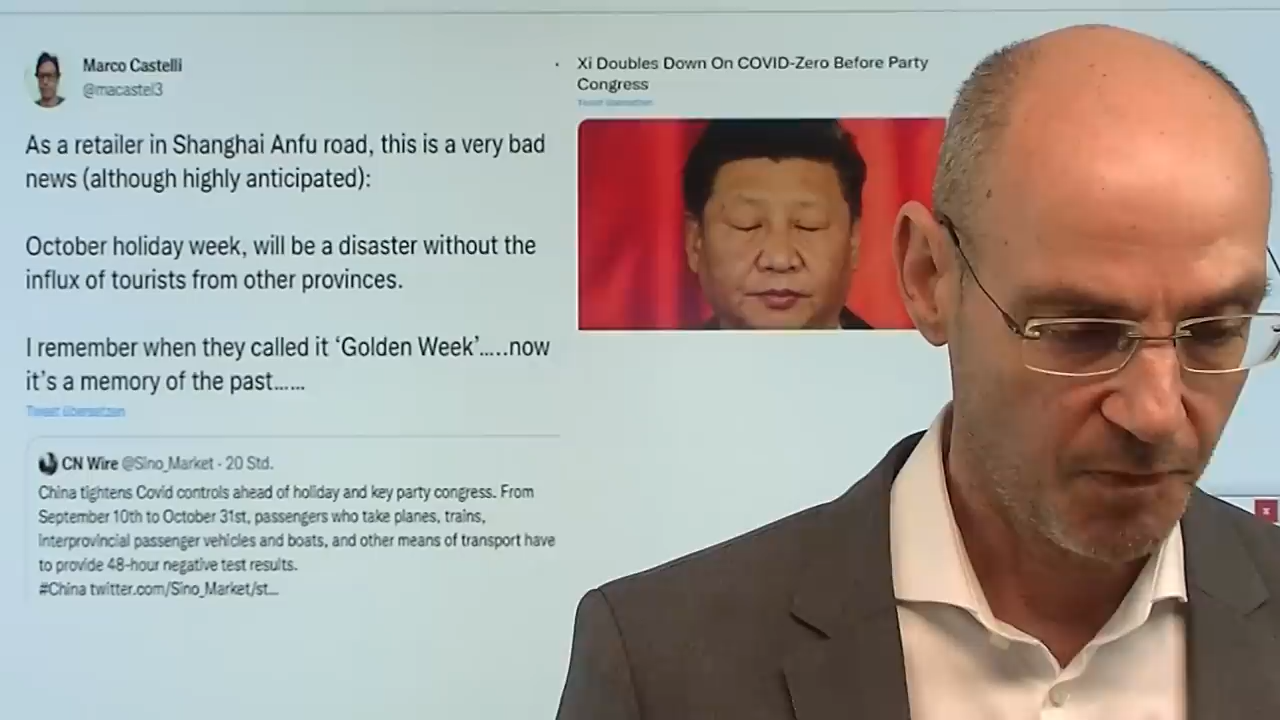 Marco Castelli
@macastel3
As a retailer in Shanghai Anfu road, this is a very bad
news (although highly anticipated):
October holiday week, will be a disaster without the
influx of tourists from other provinces.
I remember when they called it ‘Golden Week’.....now
it’s a memory of the past......
Tweet übersetzen
CN Wire @Sino_Market · 20 Std.
China tightens Covid controls ahead of holiday and key party congress. From
September 10th to October 31st, passengers who take planes, trains,
interprovincial passenger vehicles and boats, and other means of transport have
to provide 48-hour negative test results.
#China twitter.com/Sino_Market/st...
Xi Doubles Down On COVID-Zero Before Party
Congress
Tweet übersetzen
x